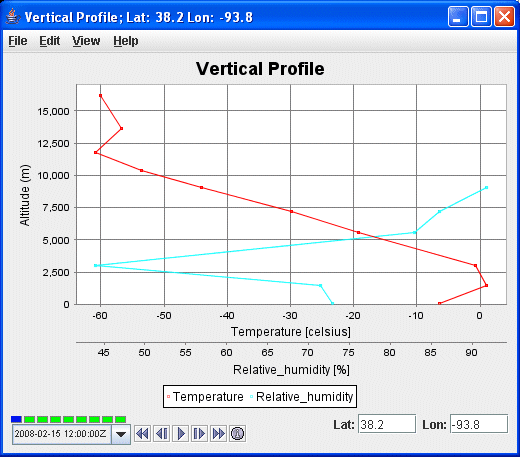 Vertical Profile; Lat: 38.2 Lon: -93.8
File Edit View Help
Vertical Profile
Altitude (m)
15,000
12,500
10,000
7,500
5,000
2,500
0
-60 -50 -40 -30 -20 -10 0
Temperature [celsius]
45 50 55 60 65 70 75 80 85 90
Relative_humidity [%]
Temperature Relative_humidity
Lat: 38.2 Lon: -93.8
2008-02-15 12:00:00Z